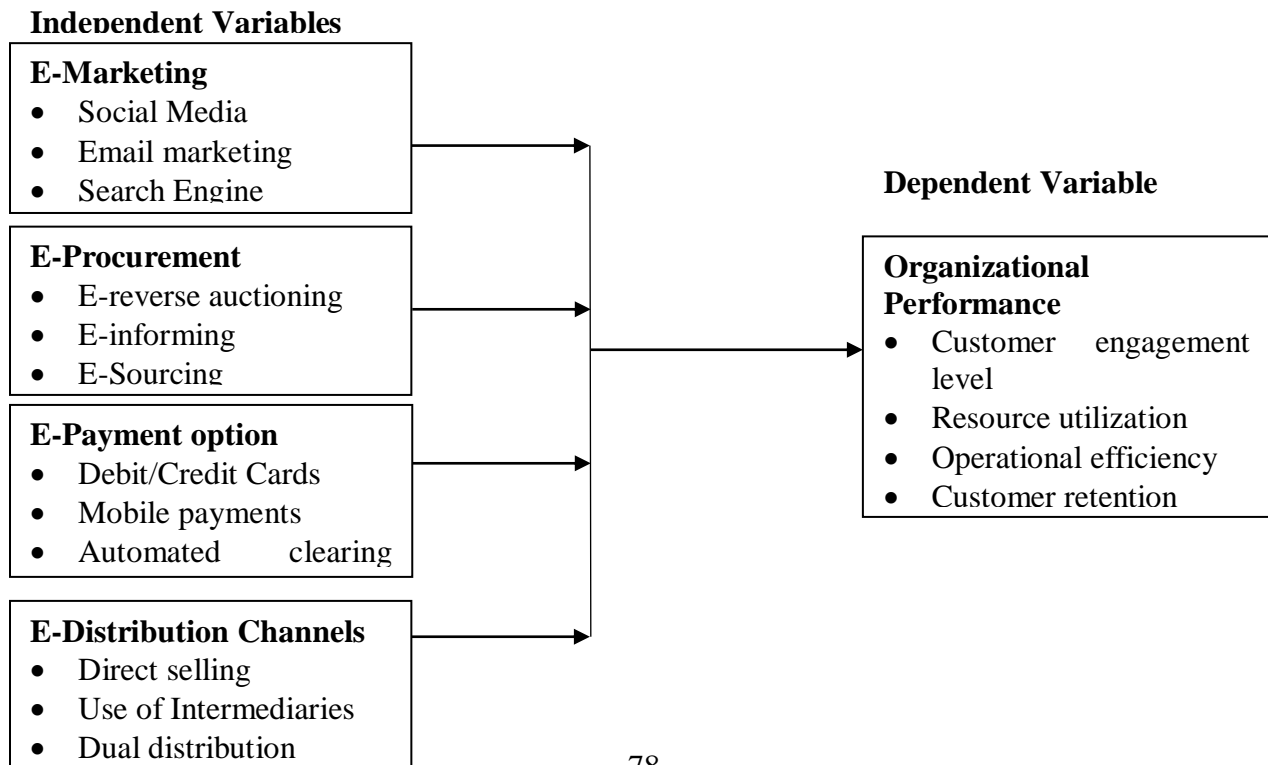 Independent Variables
E-Marketing
• Social Media
• Email marketing
• Search Engine
E-Procurement
• E-reverse auctioning
• E-informing
• E-Sourcing
E-Payment option
• Debit/Credit Cards
• Mobile payments
• Automated clearing
E-Distribution Channels
• Direct selling
• Use of Intermediaries
• Dual distribution
Dependent Variable
Organizational
Performance
• Customer engagement
level
• Resource utilization
• Operational efficiency
• Customer retention
78